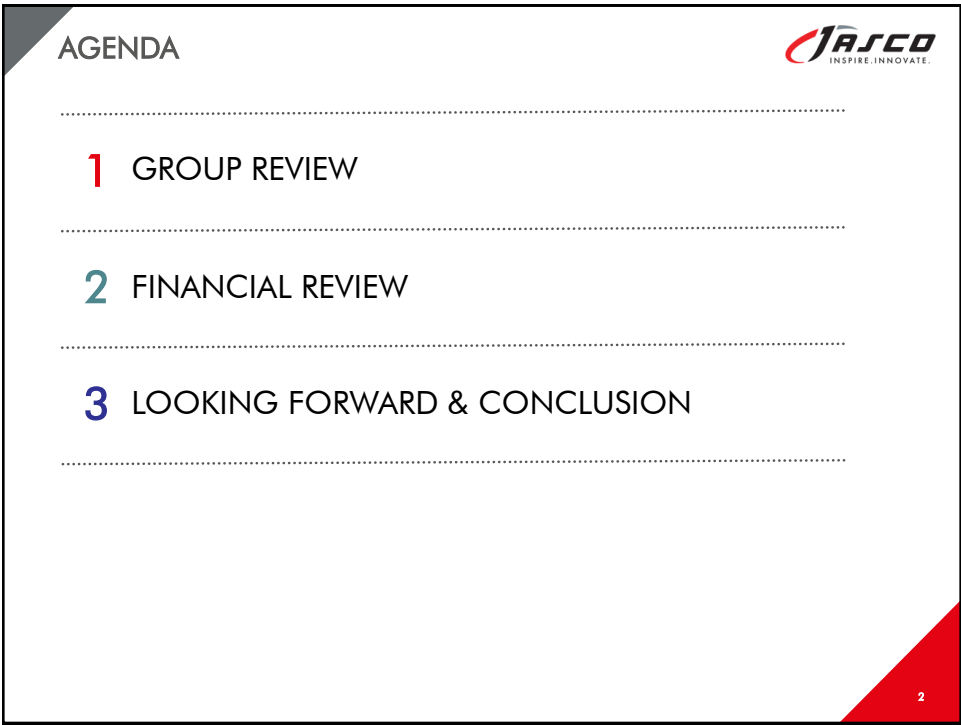 AGENDA
JASCO
INSPIRE.INNOVATE.
1 GROUP REVIEW
2 FINANCIAL REVIEW
3 LOOKING FORWARD & CONCLUSION
2